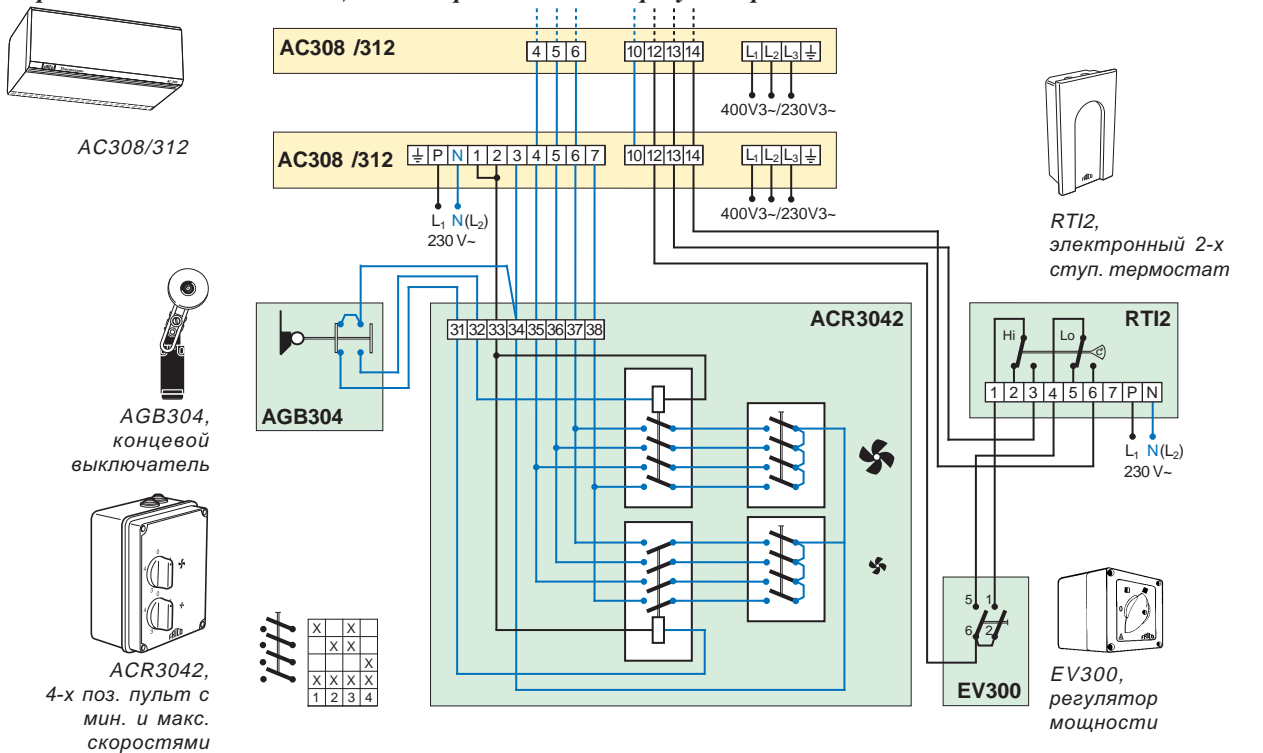 AC308 /312
4 5 6
10 12 13 14
L₁ L₂ L₃ ⏚
400V3~/230V3~
AC308/312
AC308 /312
⏚ P N 1 2 3 4 5 6 7
10 12 13 14
L₁ L₂ L₃ ⏚
L₁ N(L₂)
230 V~
400V3~/230V3~
RTI2,
электронный 2-х
ступ. термостат
AGB304
AGB304,
концевой
выключатель
31 32 33 34 35 36 37 38
ACR3042
RTI2
Hi
Lo
1 2 3 4 5 6 7 P N
L₁ N(L₂)
230 V~
ACR3042,
4-х поз. пульт с
мин. и макс.
скоростями
X X
X X
X
X X X X
1 2 3 4
5 1
6 2
EV300
EV300,
регулятор
мощности